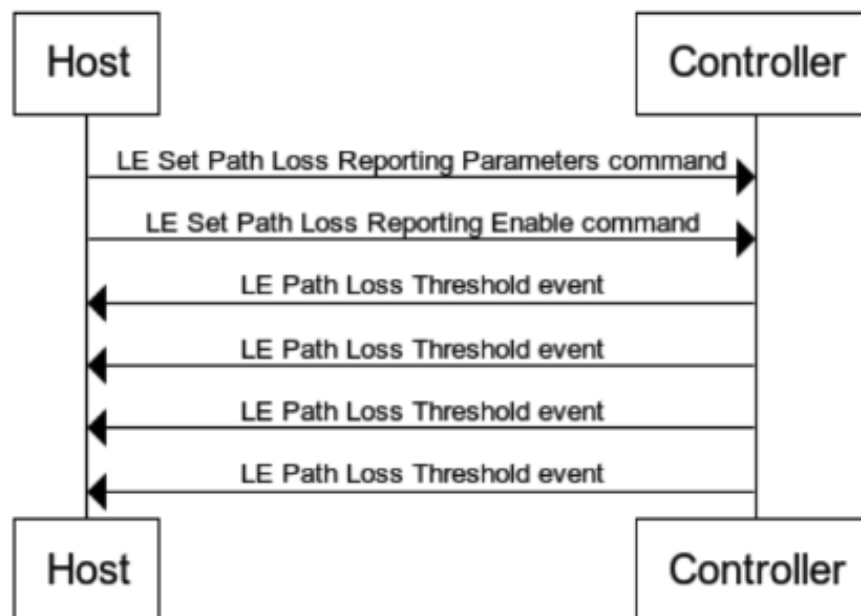 Host
Controller
LE Set Path Loss Reporting Parameters command
LE Set Path Loss Reporting Enable command
LE Path Loss Threshold event
LE Path Loss Threshold event
LE Path Loss Threshold event
LE Path Loss Threshold event
Host
Controller